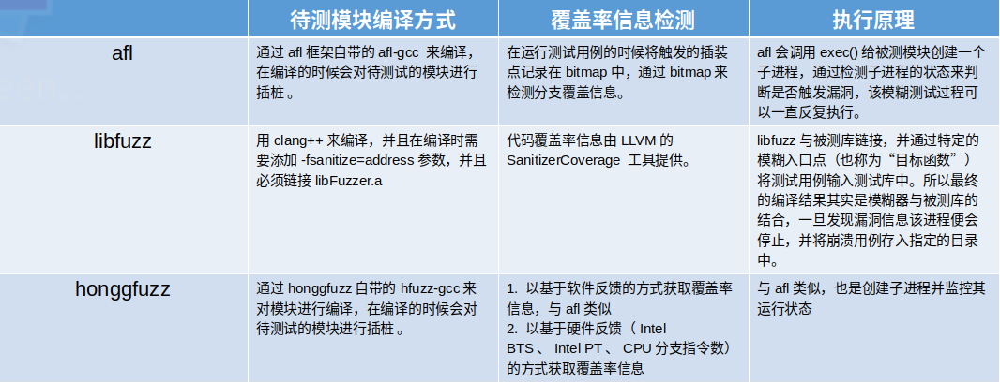 待测模块编译方式
覆盖率信息检测
执行原理
afl
通过 afl 框架自带的 afl-gcc 来编译，
在编译的时候会对待测试的模块进行
插桩 。
在运行测试用例的时候将触发的插装
点记录在 bitmap 中，通过 bitmap 来
检测分支覆盖信息。
afl 会调用 exec() 给被测模块创建一个
子进程，通过检测子进程的状态来判
断是否触发漏洞，该模糊测试过程可
以一直反复执行。
libfuzz
用 clang++ 来编译，并且在编译时需
要添加 -fsanitize=address 参数，并且
必须链接 libFuzzer.a
代码覆盖率信息由 LLVM 的
SanitizerCoverage 工具提供。
libfuzz 与被测库链接，并通过特定的
模糊入口点（也称为“目标函数”）
将测试用例输入测试库中。所以最终
的编译结果其实是模糊器与被测库的
结合，一旦发现漏洞信息该进程便会
停止，并将崩溃用例存入指定的目录
中。
honggfuzz
通过 honggfuzz 自带的 hfuzz-gcc 来
对模块进行编译，在编译的时候会对
待测试的模块进行插桩 。
1. 以基于软件反馈的方式获取覆盖率
信息，与 afl 类似
2. 以基于硬件反馈（ Intel
BTS 、 Intel PT 、 CPU 分支指令数）
的方式获取覆盖率信息
与 afl 类似，也是创建子进程并监控其
运行状态